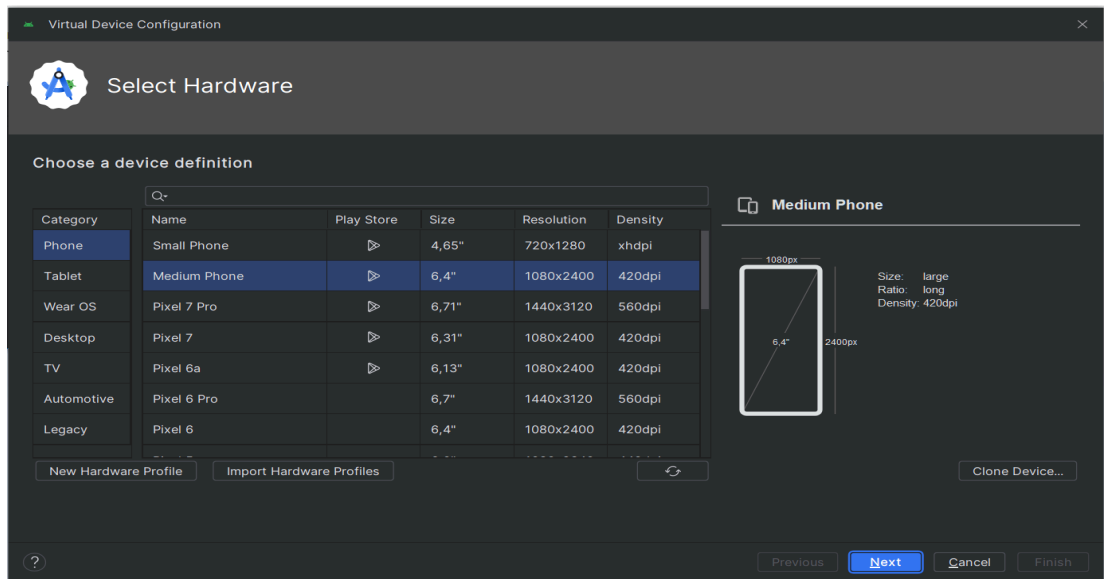 Virtual Device Configuration
Select Hardware
Choose a device definition
Category
Phone
Tablet
Wear OS
Desktop
TV
Automotive
Legacy
Name Play Store Size Resolution Density
Small Phone 4,65" 720x1280 xhdpi
Medium Phone 6,4" 1080x2400 420dpi
Pixel 7 Pro 6,71" 1440x3120 560dpi
Pixel 7 6,31" 1080x2400 420dpi
Pixel 6a 6,13" 1080x2400 420dpi
Pixel 6 Pro 6,7" 1440x3120 560dpi
Pixel 6 6,4" 1080x2400 420dpi
New Hardware Profile
Import Hardware Profiles
Medium Phone
1080px
6,4"
2400px
Size: large
Ratio: long
Density: 420dpi
Clone Device...
?
Previous
Next
Cancel
Finish